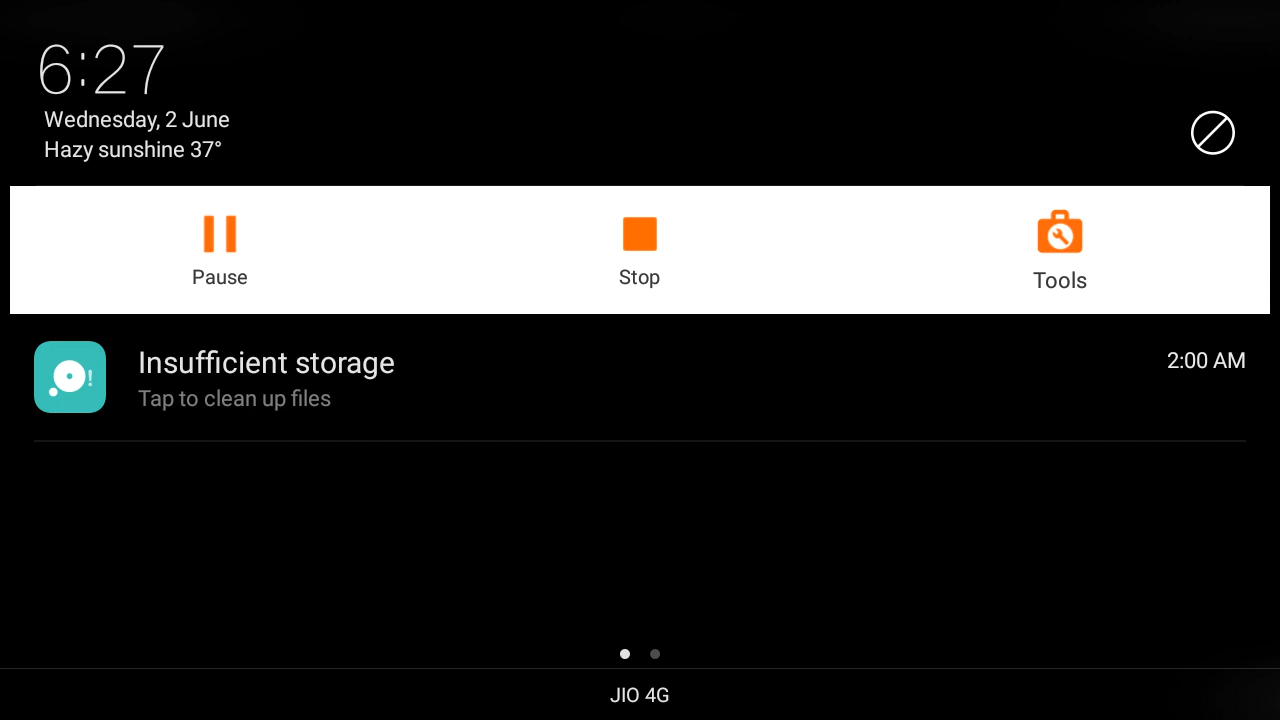 6:27
Wednesday, 2 June
Hazy sunshine 37°
Pause
Stop
Tools
Insufficient storage
2:00 AM
Tap to clean up files
JIO 4G